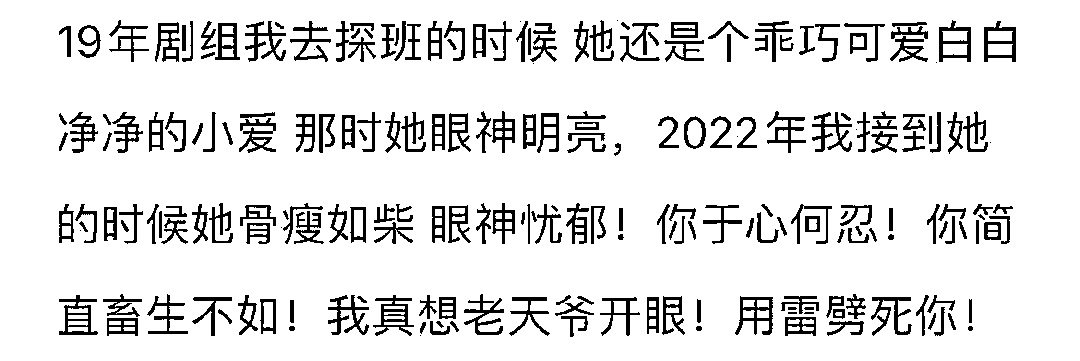 19年剧组我去探班的时候 她还是个乖巧可爱白白
净净的小爱 那时她眼神明亮，2022年我接到她
的时候她骨瘦如柴 眼神忧郁！你于心何忍！你简
直畜生不如！我真想老天爷开眼！用雷劈死你！